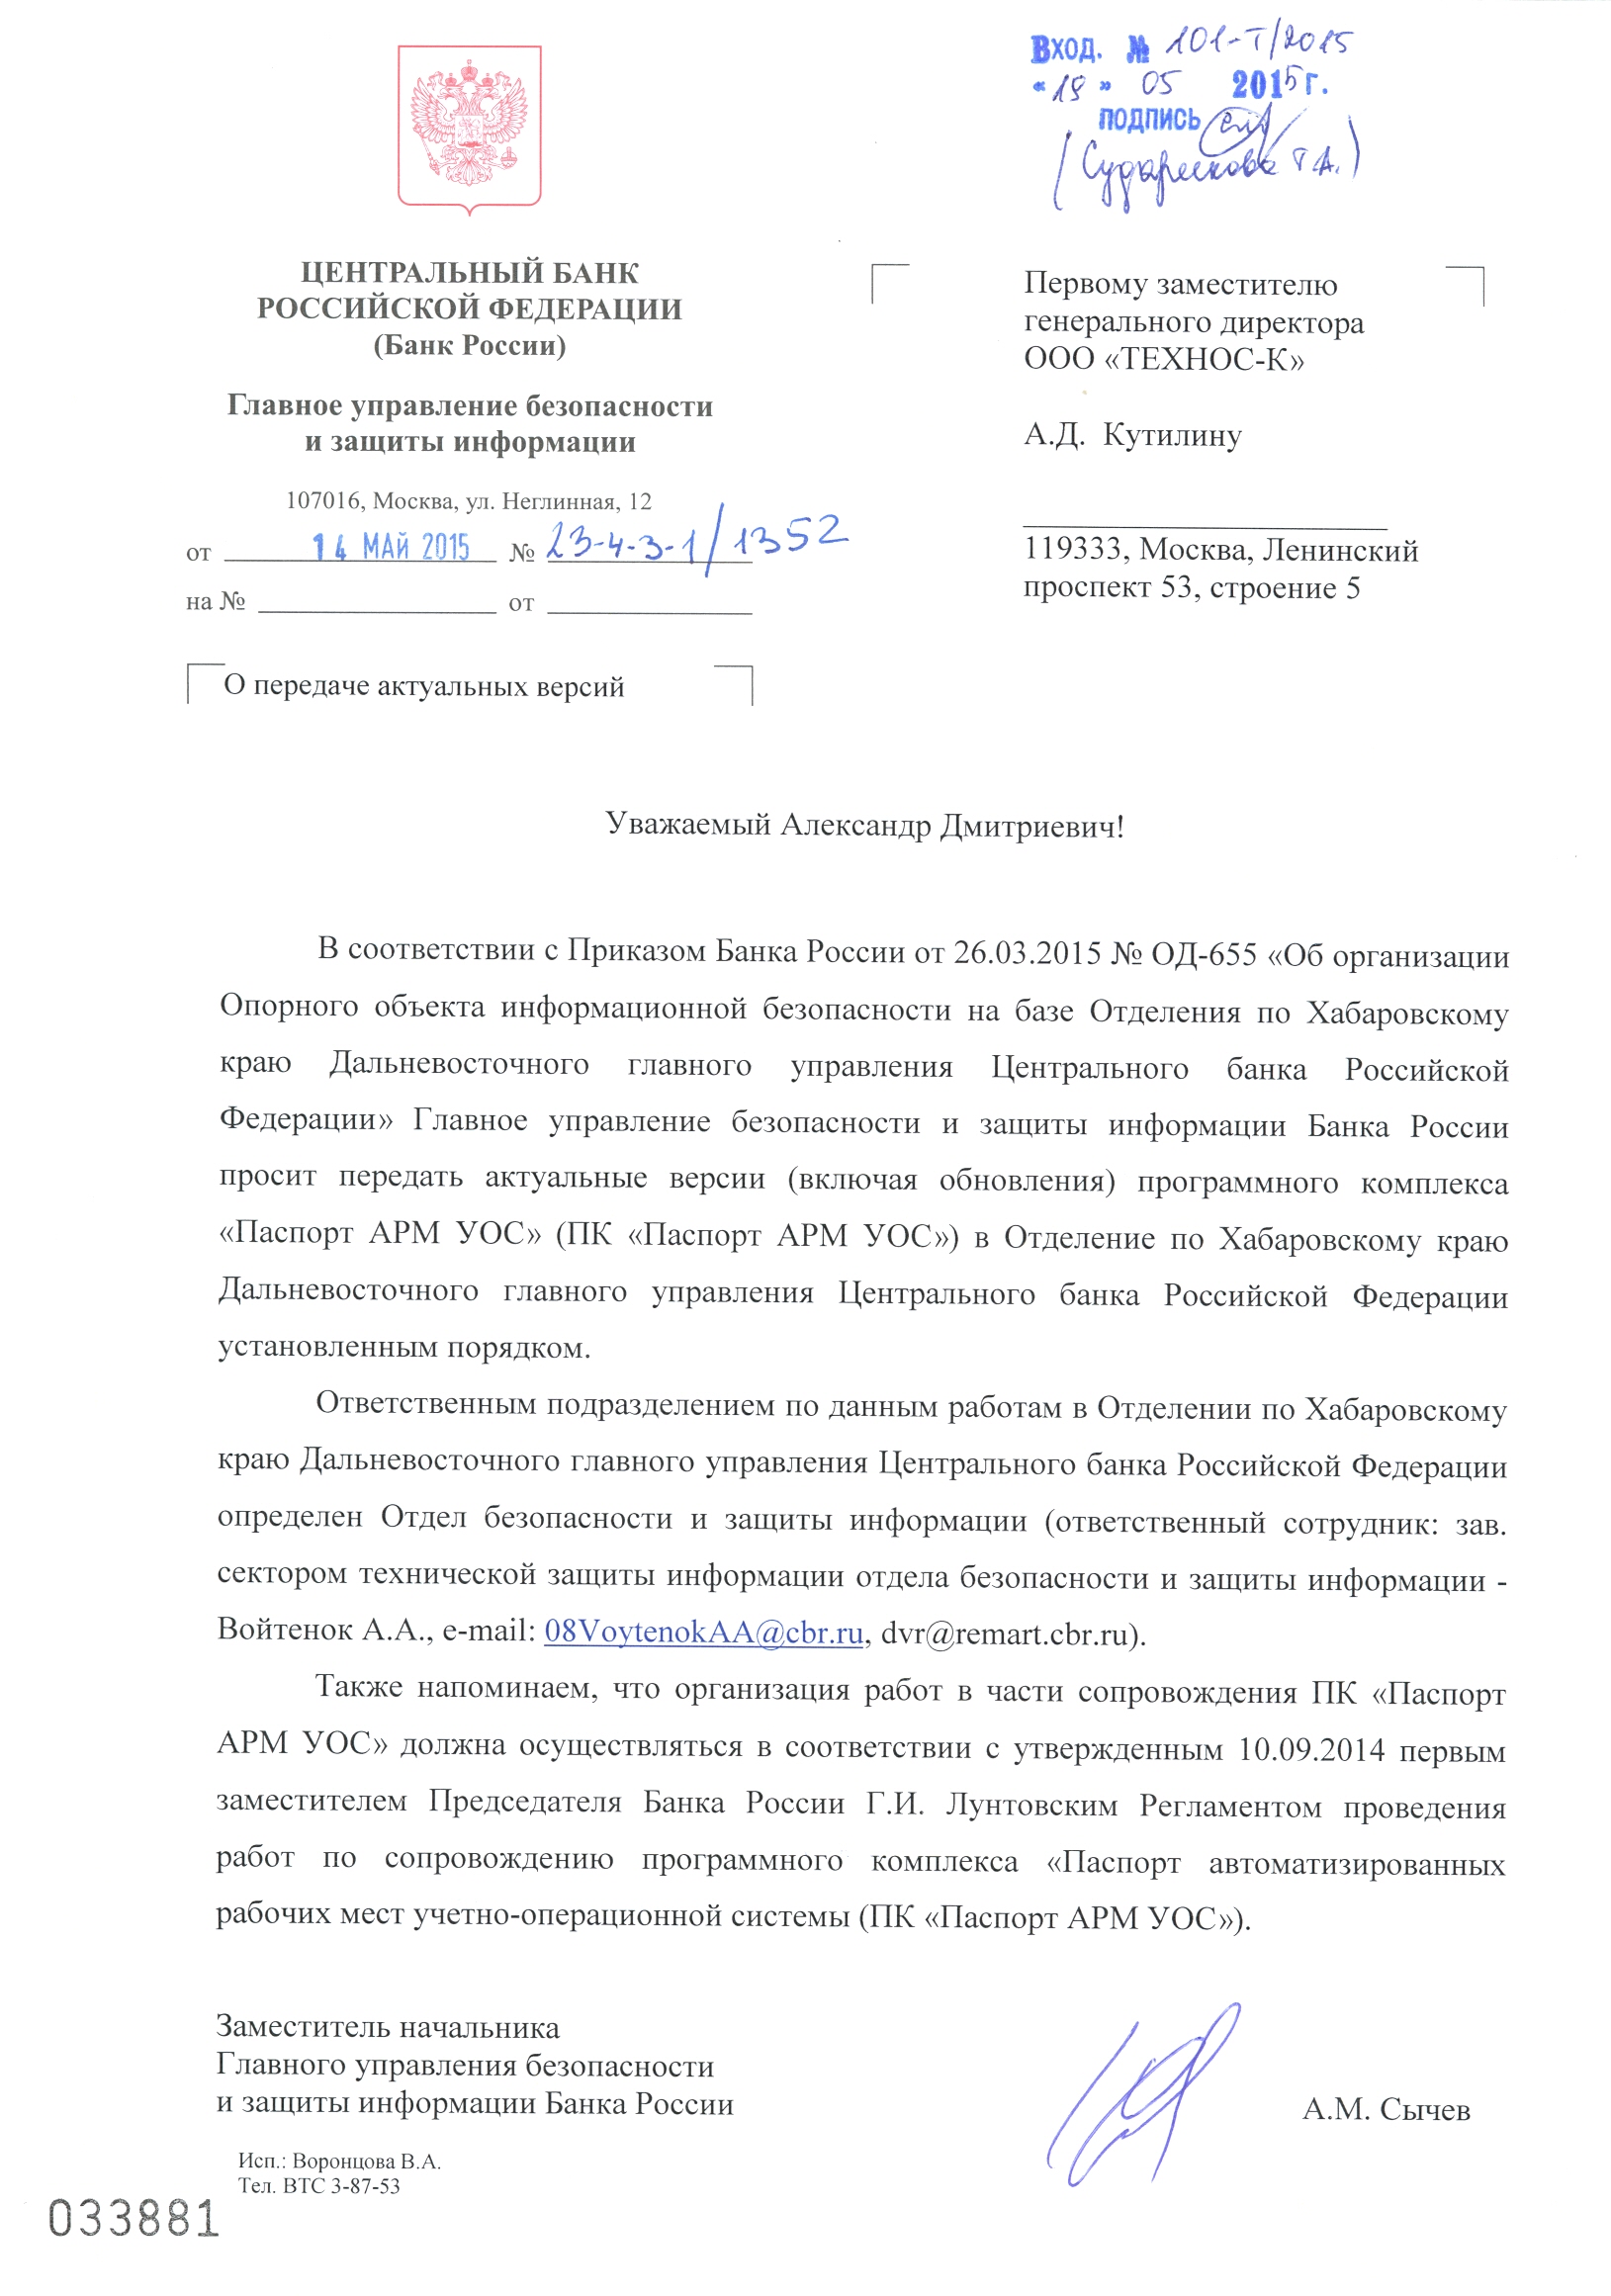 Вход. № 101-Т/2015
«19» 05 2015 г.
подпись
Т.А.)
ЦЕНТРАЛЬНЫЙ БАНК
РОССИЙСКОЙ ФЕДЕРАЦИИ
(Банк России)
Главное управление безопасности
и защиты информации
107016, Москва, ул. Неглинная, 12
от 14 МАЙ 2015 № 23-4-3-1/1352
на № от
Первому заместителю
генерального директора
ООО «ТЕХНОС-К»
А.Д. Кутилину
119333, Москва, Ленинский
проспект 53, строение 5
О передаче актуальных версий
Уважаемый Александр Дмитриевич!
В соответствии с Приказом Банка России от 26.03.2015 № ОД-655 «Об организации
Опорного объекта информационной безопасности на базе Отделения по Хабаровскому
краю Дальневосточного главного управления Центрального банка Российской
Федерации» Главное управление безопасности и защиты информации Банка России
просит передать актуальные версии (включая обновления) программного комплекса
«Паспорт АРМ УОС» (ПК «Паспорт АРМ УОС») в Отделение по Хабаровскому краю
Дальневосточного главного управления Центрального банка Российской Федерации
установленным порядком.
Ответственным подразделением по данным работам в Отделении по Хабаровскому
краю Дальневосточного главного управления Центрального банка Российской Федерации
определен Отдел безопасности и защиты информации (ответственный сотрудник: зав.
сектором технической защиты информации отдела безопасности и защиты информации -
Войтенок А.А., e-mail: 08VoytenokAA@cbr.ru, dvr@remart.cbr.ru).
Также напоминаем, что организация работ в части сопровождения ПК «Паспорт
АРМ УОС» должна осуществляться в соответствии с утвержденным 10.09.2014 первым
заместителем Председателя Банка России Г.И. Лунтовским Регламентом проведения
работ по сопровождению программного комплекса «Паспорт автоматизированных
рабочих мест учетно-операционной системы (ПК «Паспорт АРМ УОС»).
Заместитель начальника
Главного управления безопасности
и защиты информации Банка России
А.М. Сычев
Исп.: Воронцова В.А.
Тел. ВТС 3-87-53
033881